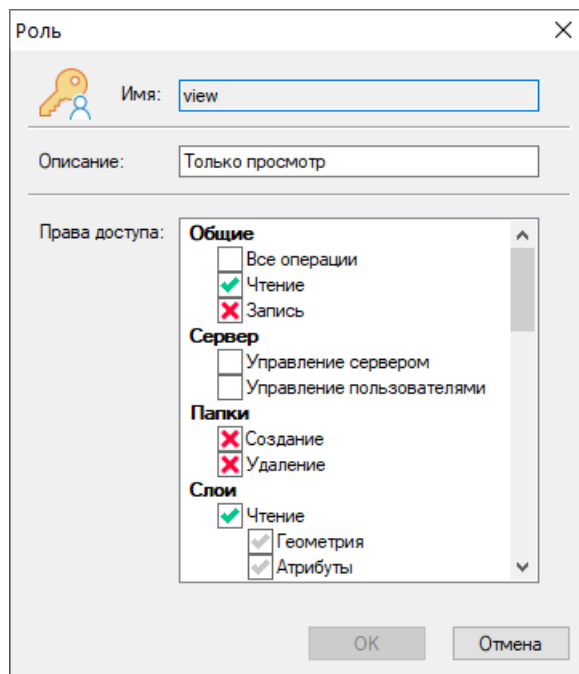 Роль
Имя: view
Описание: Только просмотр
Права доступа: Общие
Все операции
Чтение
Запись
Сервер
Управление сервером
Управление пользователями
Папки
Создание
Удаление
Слои
Чтение
Геометрия
Атрибуты
OK Отмена